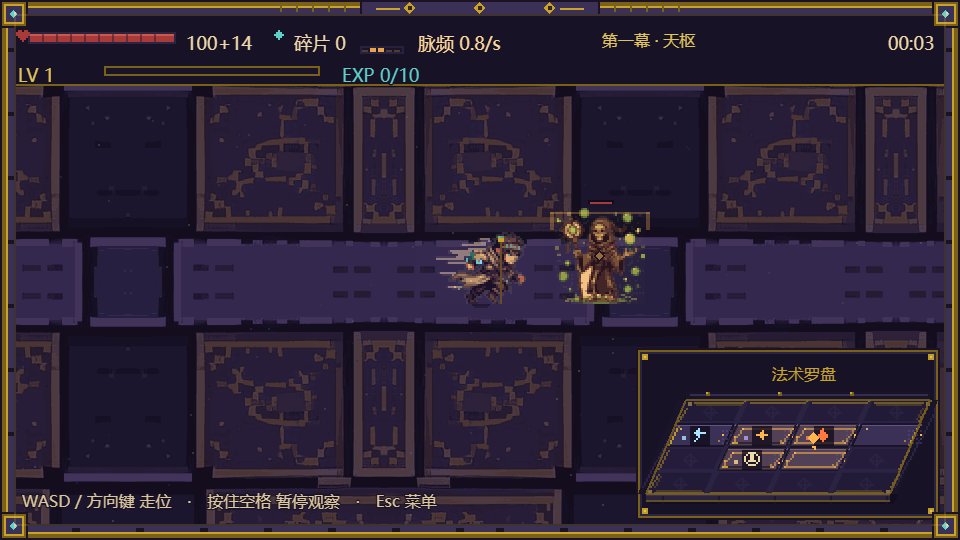 100+14 碎片 0 脉频 0.8/s 第一幕 · 天枢 00:03
LV 1 EXP 0/10
法术罗盘
WASD / 方向键 走位 · 按住空格 暂停观察 · Esc 菜单